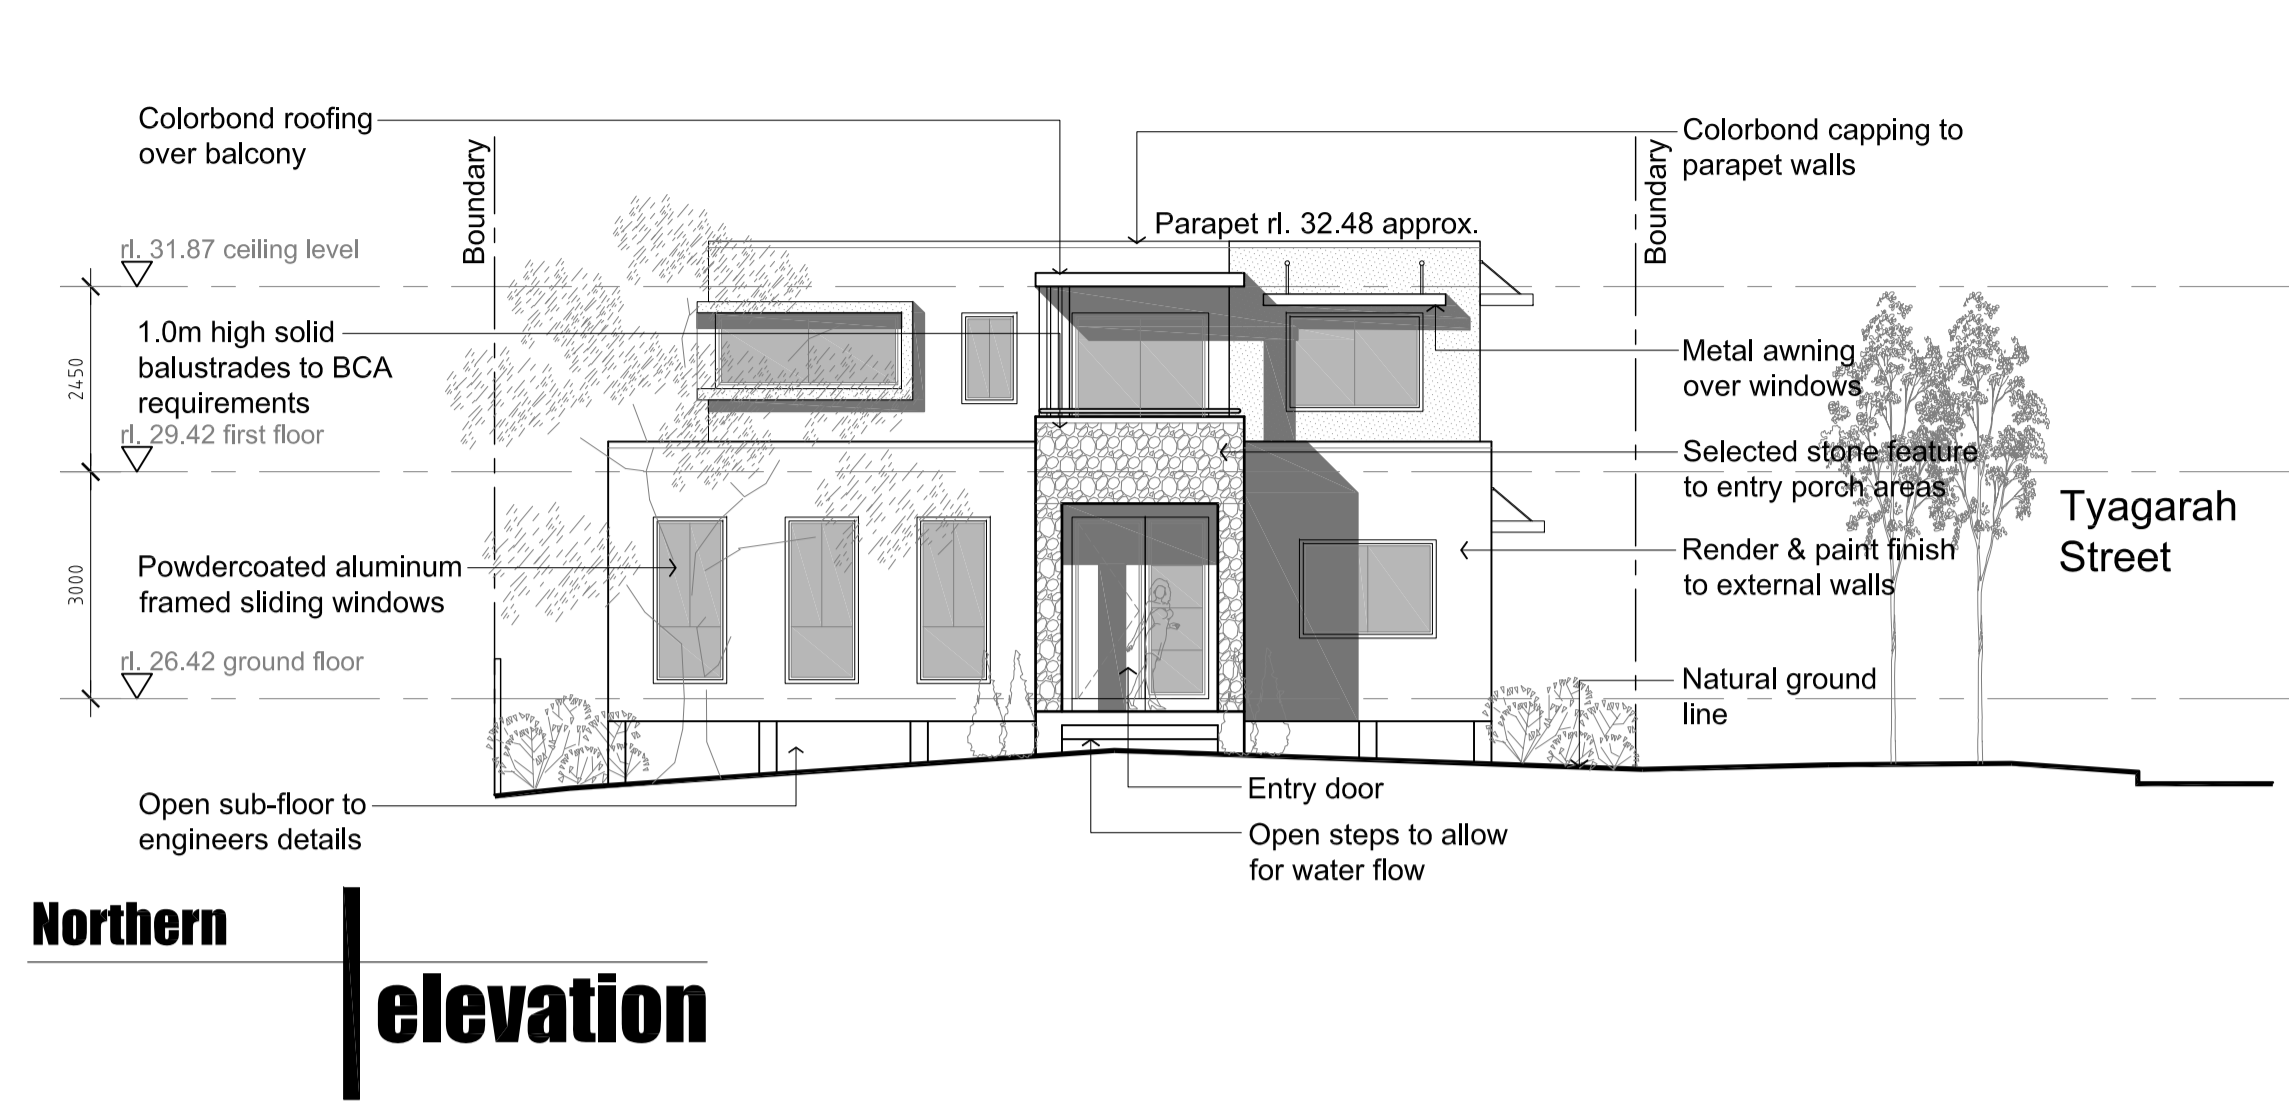 Colorbond roofing
over balcony
Boundary
Colorbond capping to
parapet walls
Boundary
Parapet rl. 32.48 approx.
rl. 31.87 ceiling level
1.0m high solid
balustrades to BCA
requirements
2450
Metal awning
over windows
rl. 29.42 first floor
Selected stone feature
to entry porch areas
Tyagarah
Street
Render & paint finish
to external walls
Powdercoated aluminum
framed sliding windows
3000
rl. 26.42 ground floor
Natural ground
line
Entry door
Open sub-floor to
engineers details
Open steps to allow
for water flow
Northern
elevation